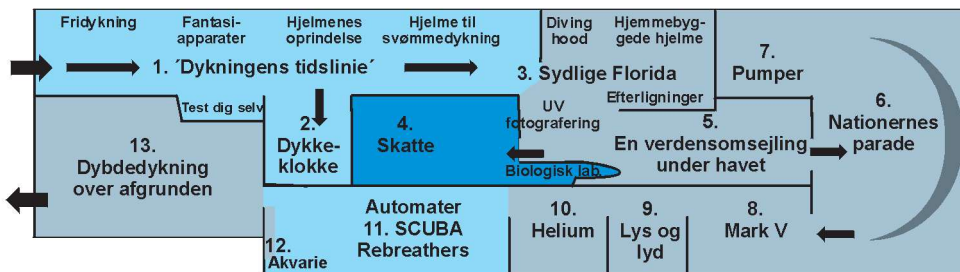 Fridykning
Fantasi-
apparater
Hjelmenes
oprindelse
Hjelme til
svømmedykning
Diving
hood
Hjemmebyg-
gede hjelme
1. ´Dykningens tidslinie´
3. Sydlige Florida
7.
Pumper
Test dig selv
UV
fotografering
Efterligninger
2.
Dykke-
klokke
4.
Skatte
5.
En verdensomsejling
under havet
6.
Nationernes
parade
13.
Dybdedykning
over afgrunden
Biologisk lab.
Automater
11. SCUBA
Rebreathers
10.
Helium
9.
Lys og
lyd
8.
Mark V
12.
Akvarie